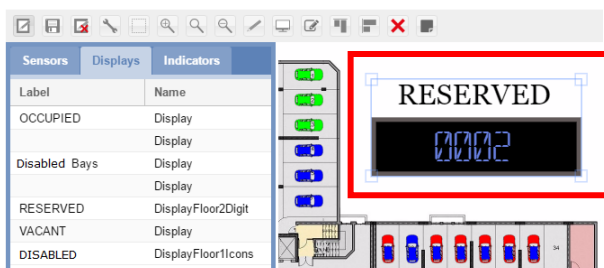 Sensors Displays Indicators
Label Name
OCCUPIED Display
Display
Disabled Bays Display
Display
RESERVED DisplayFloor2Digit
VACANT Display
DISABLED DisplayFloor1Icons
RESERVED
0002
34